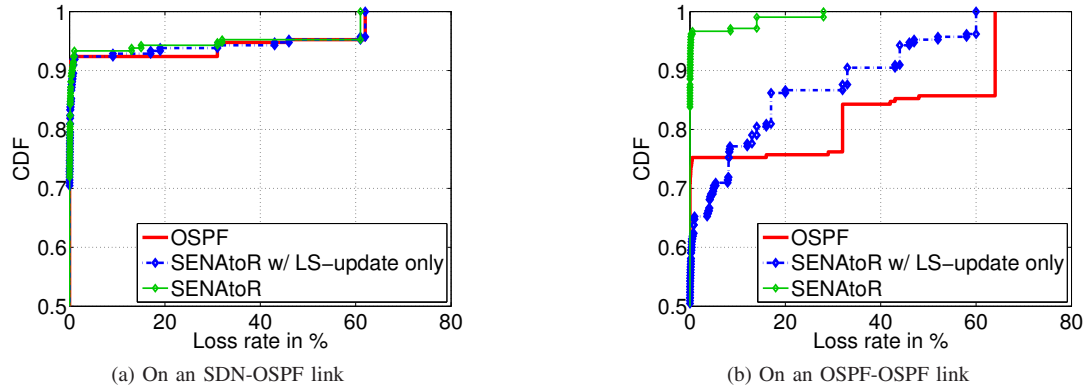 1
0.9
0.8
0.7
0.6
0.5
0 20 40 60 80
CDF
Loss rate in %
OSPF
SENAtoR w/ LS−update only
SENAtoR
(a) On an SDN-OSPF link
1
0.9
0.8
0.7
0.6
0.5
0 20 40 60 80
CDF
Loss rate in %
OSPF
SENAtoR w/ LS−update only
SENAtoR
(b) On an OSPF-OSPF link